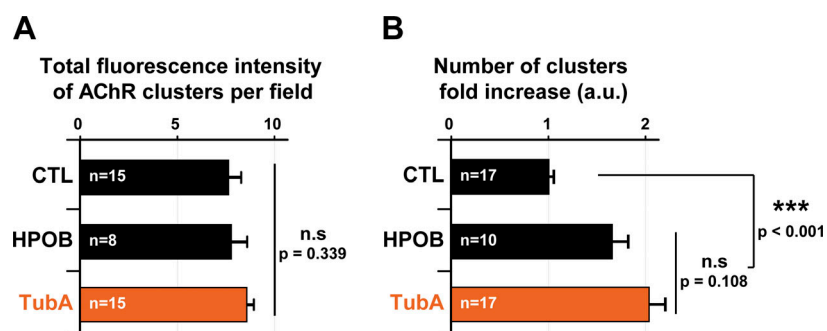 A
Total fluorescence intensity
of AChR clusters per field
0 5 10
CTL n=15
HPOB n=8
TubA n=15
n.s
p = 0.339
B
Number of clusters
fold increase (a.u.)
0 1 2
CTL n=17
HPOB n=10
TubA n=17
***
p < 0.001
n.s
p = 0.108